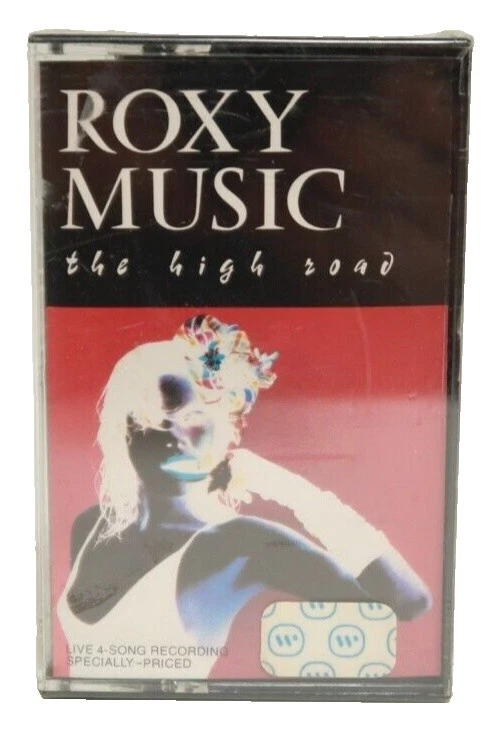 ROXY
MUSIC
the high road
LIVE 4-SONG RECORDING
SPECIALLY-PRICED